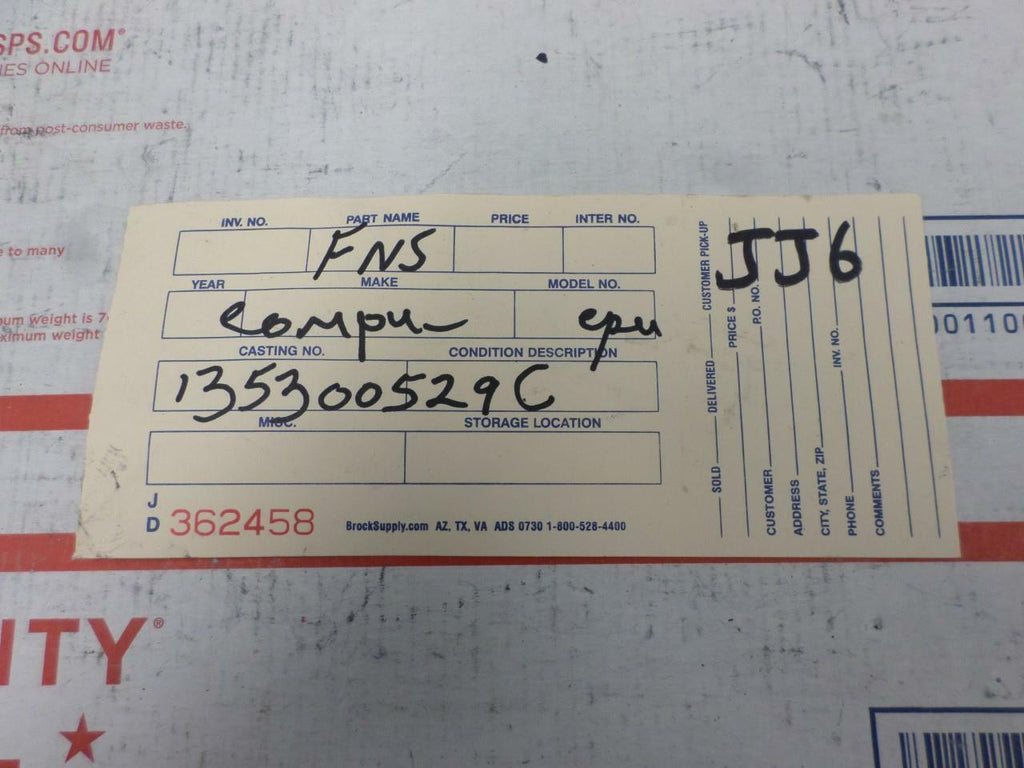 SPS.COM®
IES ONLINE
from post-consumer waste.
e to many
um weight is 7
ximum weight
INV. NO. PART NAME PRICE INTER NO.
FNS
YEAR MAKE MODEL NO.
Compu- cpu
CASTING NO. CONDITION DESCRIPTION
135300529C
MISC. STORAGE LOCATION
J
D 362458
BrockSupply.com AZ, TX, VA ADS 0730 1-800-528-4400
JJ6
SOLD DELIVERED CUSTOMER PICK-UP
PRICE $
CUSTOMER P.O. NO.
ADDRESS
CITY, STATE, ZIP
PHONE INV. NO.
COMMENTS
00110
ITY®